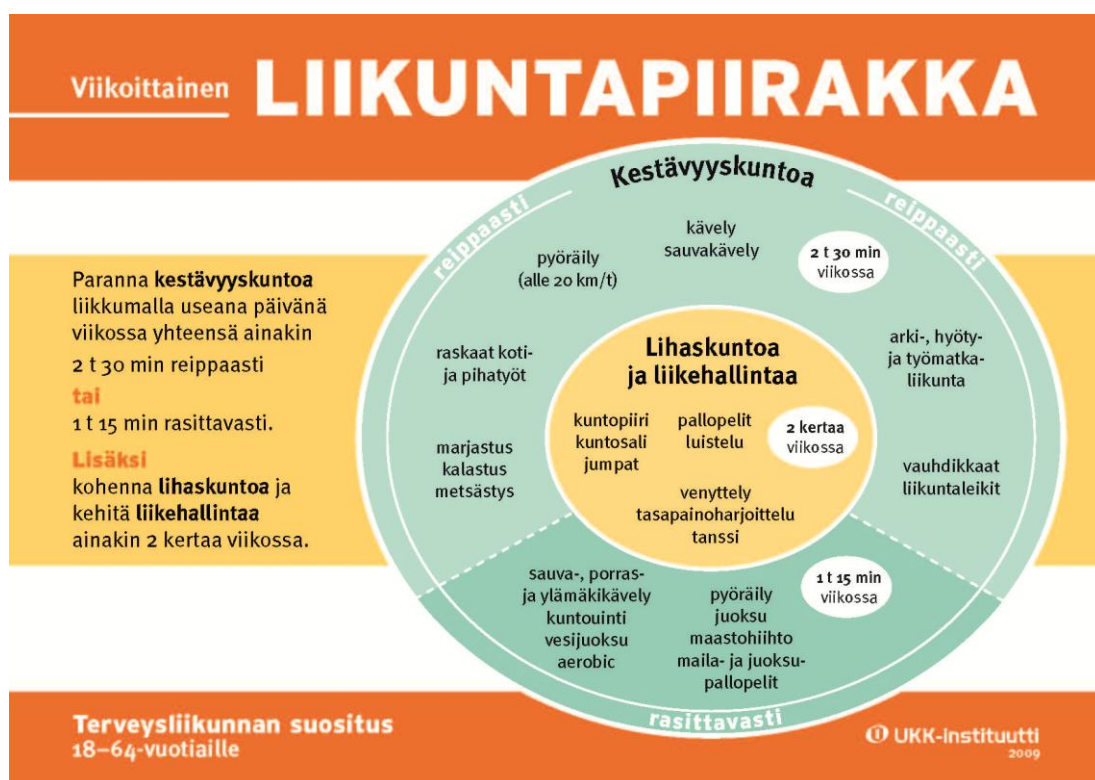 Viikoittainen LIIKUNTAPIIRAKKA
Paranna kestävyyskuntoa
liikkumalla useana päivänä
viikossa yhteensä ainakin
2 t 30 min reippaasti
tai
1 t 15 min rasittavasti.
Lisäksi
kohenna lihaskuntoa ja
kehitä liikehallintaa
ainakin 2 kertaa viikossa.
Kestävyyskuntoa
reippaasti
reippaasti
kävely
sauvakävely
2 t 30 min
viikossa
pyöräily
(alle 20 km/t)
raskaat koti-
ja pihatyöt
marjastus
kalastus
metsästys
arki-, hyöty-
ja työmatka-
liikunta
vauhdikkaat
liikuntaleikit
Lihaskuntoa
ja liikehallintaa
kuntopiiri
kuntosali
jumpat
pallopelit
luistelu
2 kertaa
viikossa
venyttely
tasapainoharjoittelu
tanssi
sauva-, porras-
ja ylämäkikävely
kuntouinti
vesijuoksu
aerobic
pyöräily
juoksu
maastohiihto
maila- ja juoksu-
pallopelit
1 t 15 min
viikossa
rasittavasti
Terveysliikunnan suositus
18–64-vuotiaille
UKK-instituutti
2009